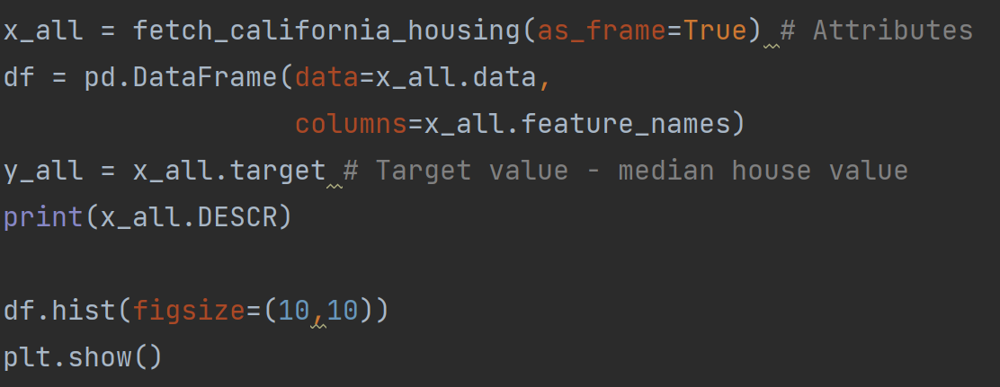 x_all = fetch_california_housing(as_frame=True) # Attributes
df = pd.DataFrame(data=x_all.data,
                  columns=x_all.feature_names)
y_all = x_all.target # Target value - median house value
print(x_all.DESCR)

df.hist(figsize=(10,10))
plt.show()